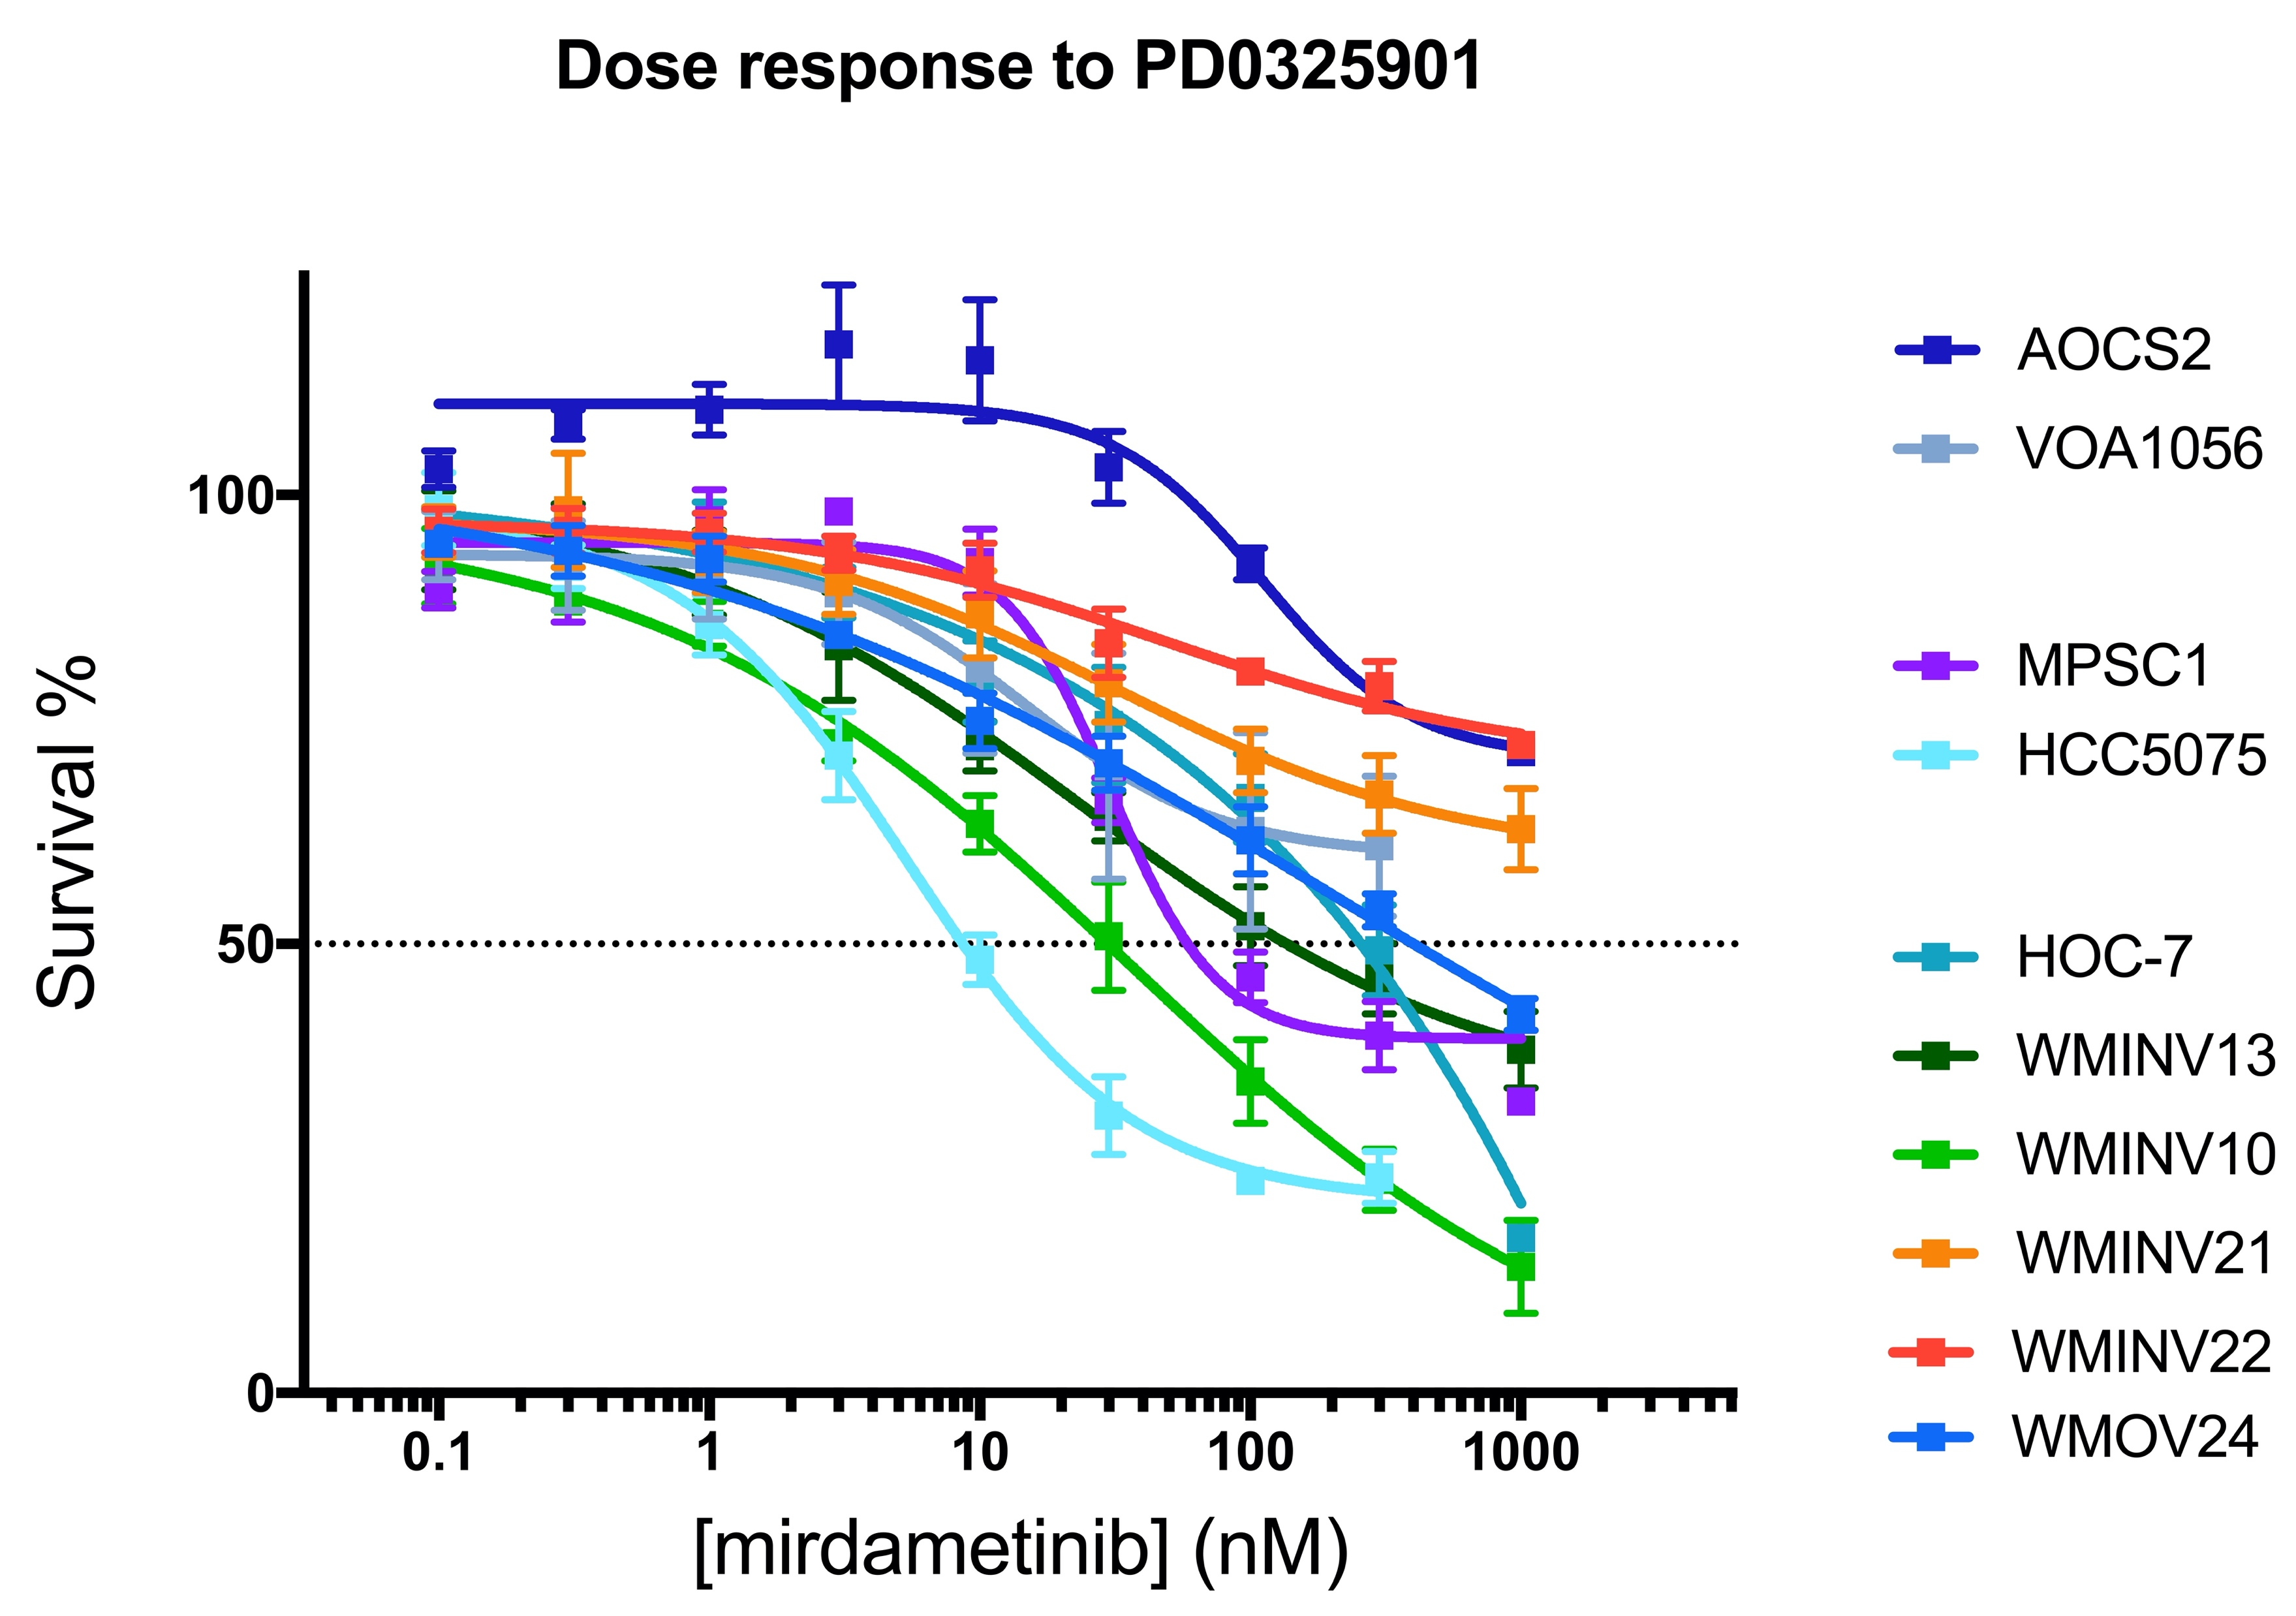 Dose response to PD0325901
Survival %
100
50
0
0.1 1 10 100 1000
[mirdametinib] (nM)
AOCS2
VOA1056
MPSC1
HCC5075
HOC-7
WMINV13
WMINV10
WMINV21
WMINV22
WMOV24